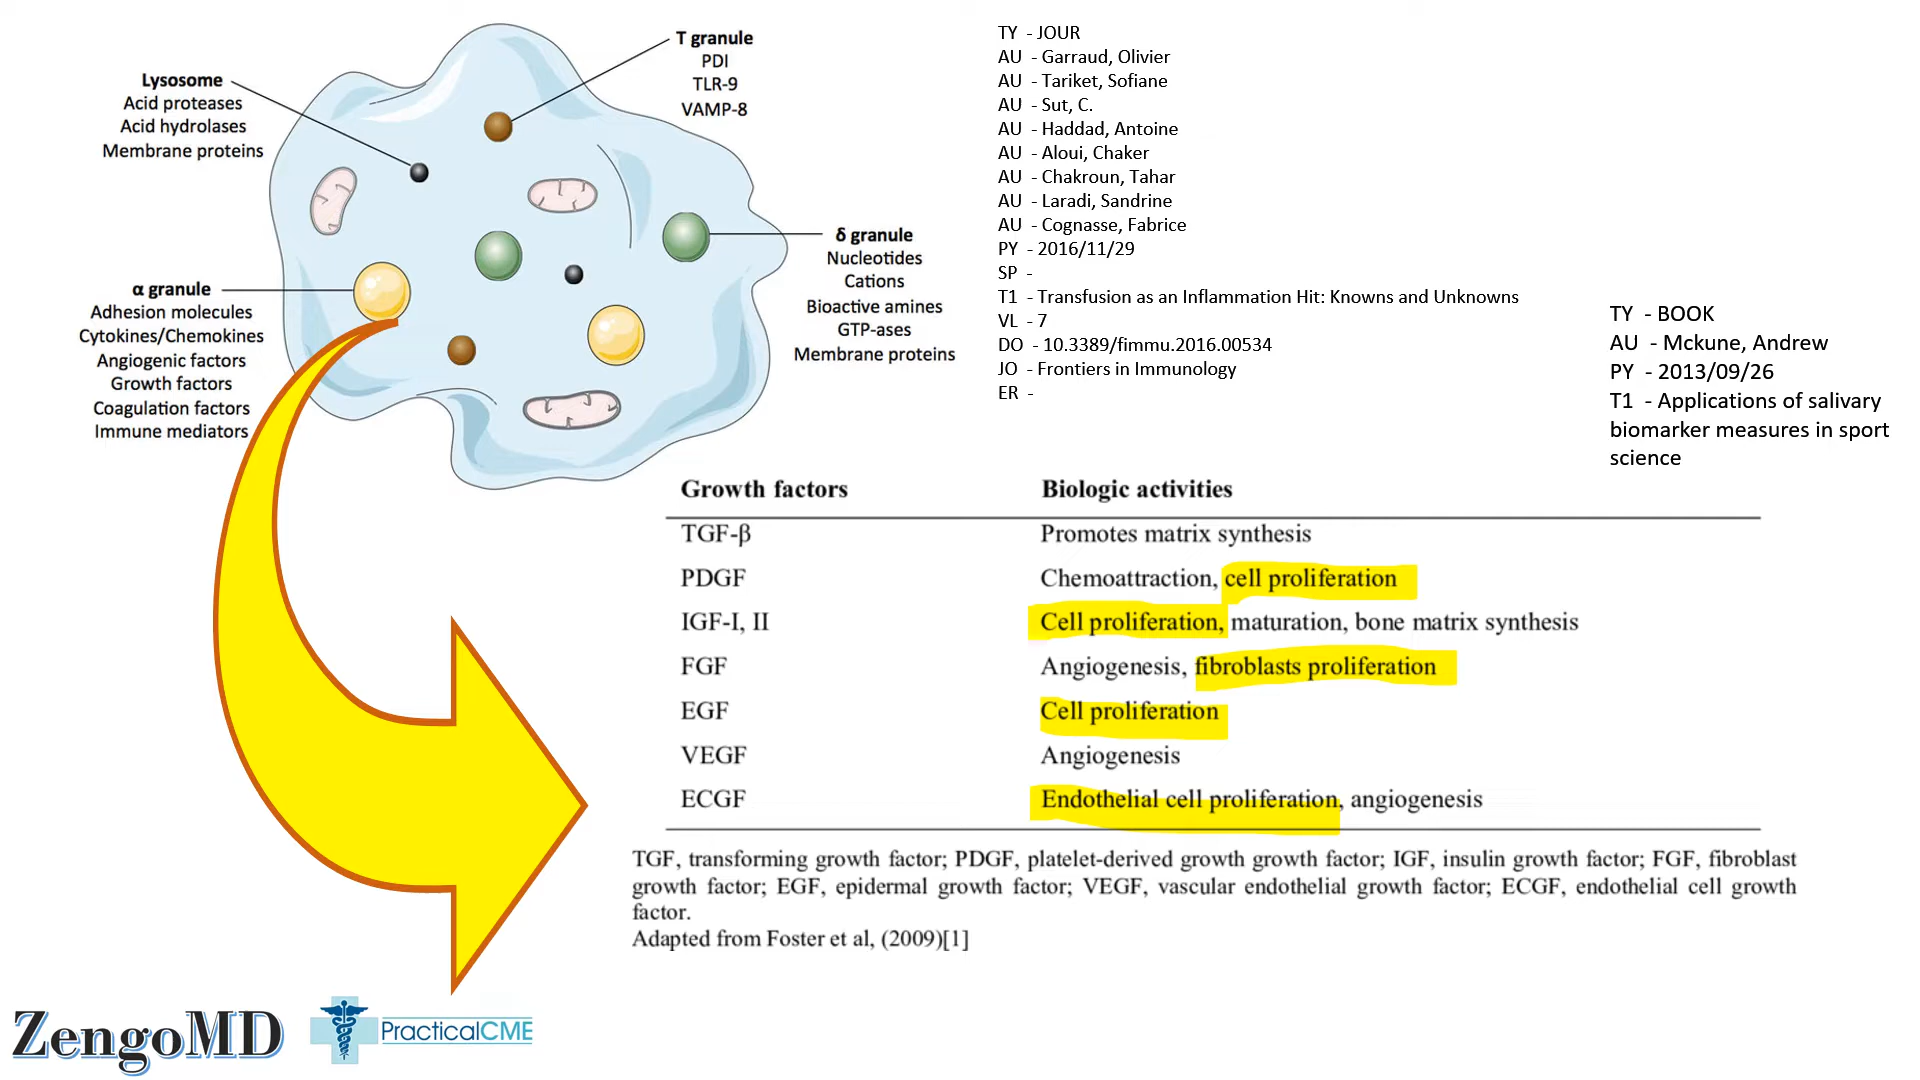 Lysosome
Acid proteases
Acid hydrolases
Membrane proteins
T granule
PDI
TLR-9
VAMP-8
α granule
Adhesion molecules
Cytokines/Chemokines
Angiogenic factors
Growth factors
Coagulation factors
Immune mediators
δ granule
Nucleotides
Cations
Bioactive amines
GTP-ases
Membrane proteins
TY - JOUR
AU - Garraud, Olivier
AU - Tariket, Sofiane
AU - Sut, C.
AU - Haddad, Antoine
AU - Aloui, Chaker
AU - Chakroun, Tahar
AU - Laradi, Sandrine
AU - Cognasse, Fabrice
PY - 2016/11/29
SP -
T1 - Transfusion as an Inflammation Hit: Knowns and Unknowns
VL - 7
DO - 10.3389/fimmu.2016.00534
JO - Frontiers in Immunology
ER -
TY - BOOK
AU - Mckune, Andrew
PY - 2013/09/26
T1 - Applications of salivary
biomarker measures in sport
science
Growth factors Biologic activities
TGF-β Promotes matrix synthesis
PDGF Chemoattraction, cell proliferation
IGF-I, II Cell proliferation, maturation, bone matrix synthesis
FGF Angiogenesis, fibroblasts proliferation
EGF Cell proliferation
VEGF Angiogenesis
ECGF Endothelial cell proliferation, angiogenesis
TGF, transforming growth factor; PDGF, platelet-derived growth growth factor; IGF, insulin growth factor; FGF, fibroblast
growth factor; EGF, epidermal growth factor; VEGF, vascular endothelial growth factor; ECGF, endothelial cell growth
factor.
Adapted from Foster et al, (2009)[1]
ZengoMD
PracticalCME